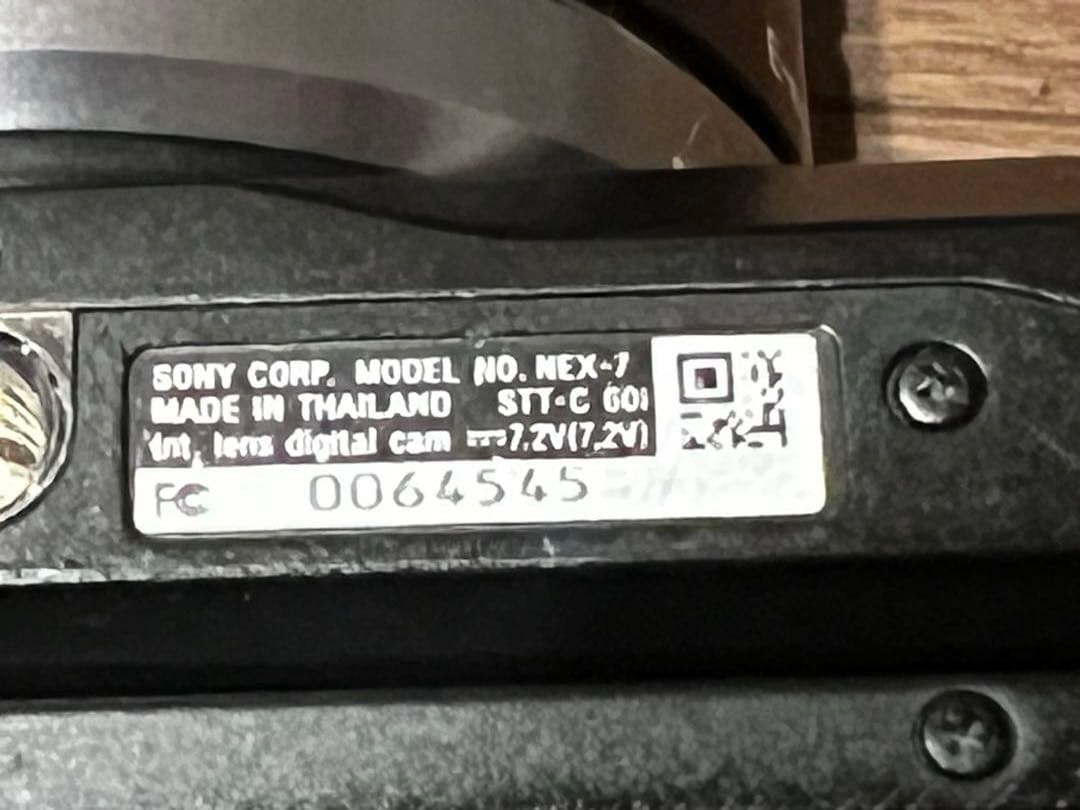 SONY CORP. MODEL NO. NEX-7
MADE IN THAILAND STT-C
Int. lens digital cam ⎓7.2V(7,2V)
FC 0064545